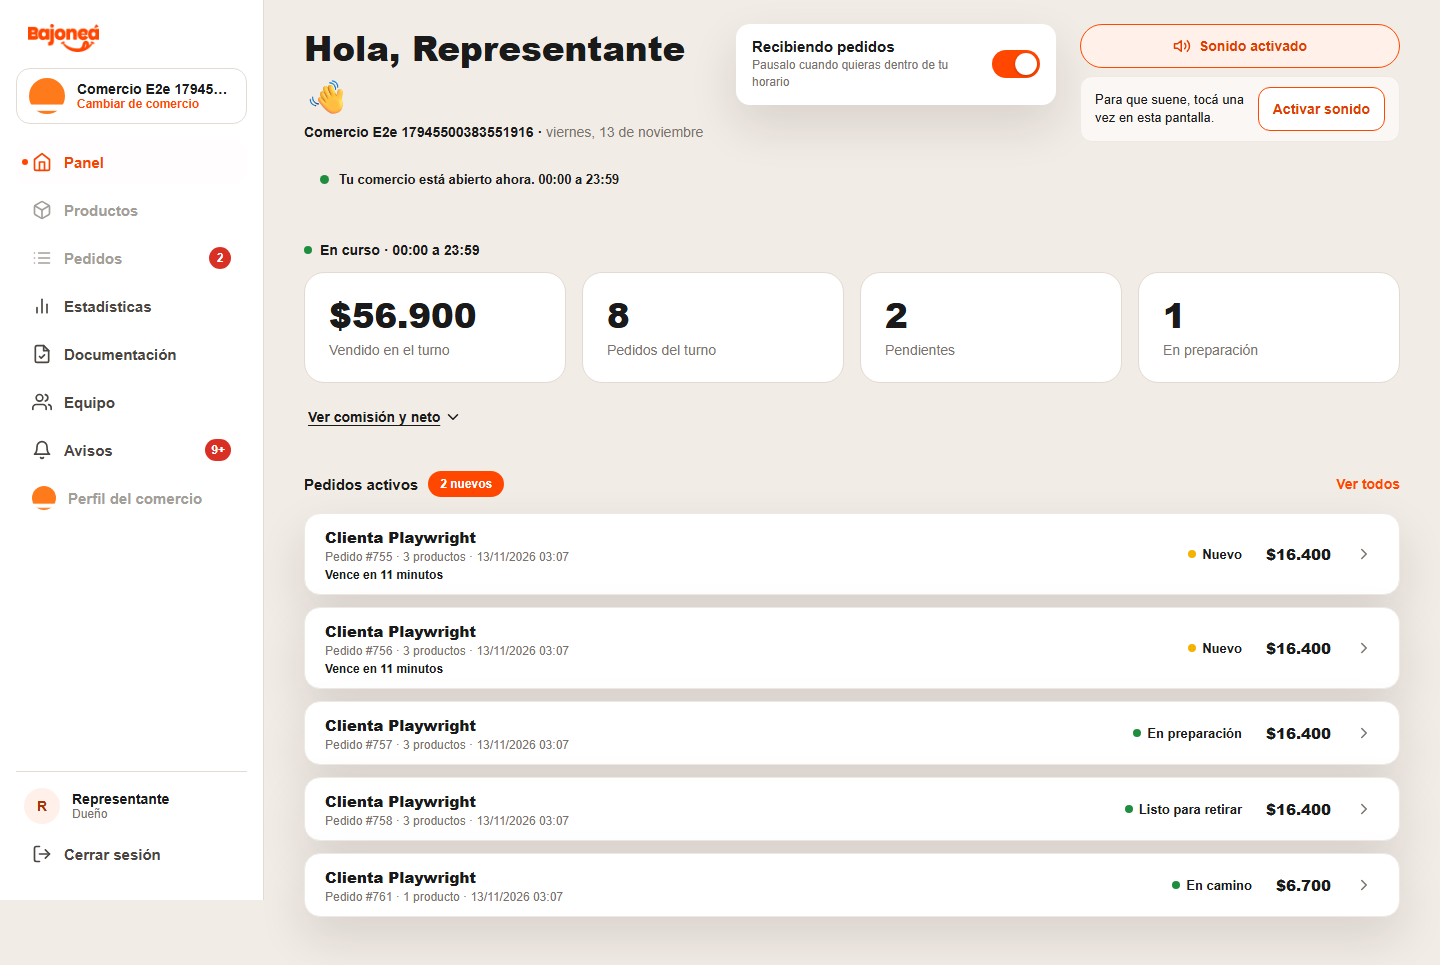 Bajoneá
Comercio E2e 17945...
Cambiar de comercio
Panel
Productos
Pedidos 2
Estadísticas
Documentación
Equipo
Avisos 9+
Perfil del comercio
R
Representante
Dueño
Cerrar sesión
Hola, Representante
Comercio E2e 17945500383551916 · viernes, 13 de noviembre
Recibiendo pedidos
Pausalo cuando quieras dentro de tu
horario
Sonido activado
Para que suene, tocá una
vez en esta pantalla.
Activar sonido
Tu comercio está abierto ahora. 00:00 a 23:59
En curso · 00:00 a 23:59
$56.900
Vendido en el turno
8
Pedidos del turno
2
Pendientes
1
En preparación
Ver comisión y neto
Pedidos activos 2 nuevos Ver todos
Clienta Playwright
Pedido #755 · 3 productos · 13/11/2026 03:07
Vence en 11 minutos
Nuevo $16.400
Clienta Playwright
Pedido #756 · 3 productos · 13/11/2026 03:07
Vence en 11 minutos
Nuevo $16.400
Clienta Playwright
Pedido #757 · 3 productos · 13/11/2026 03:07
En preparación $16.400
Clienta Playwright
Pedido #758 · 3 productos · 13/11/2026 03:07
Listo para retirar $16.400
Clienta Playwright
Pedido #761 · 1 producto · 13/11/2026 03:07
En camino $6.700